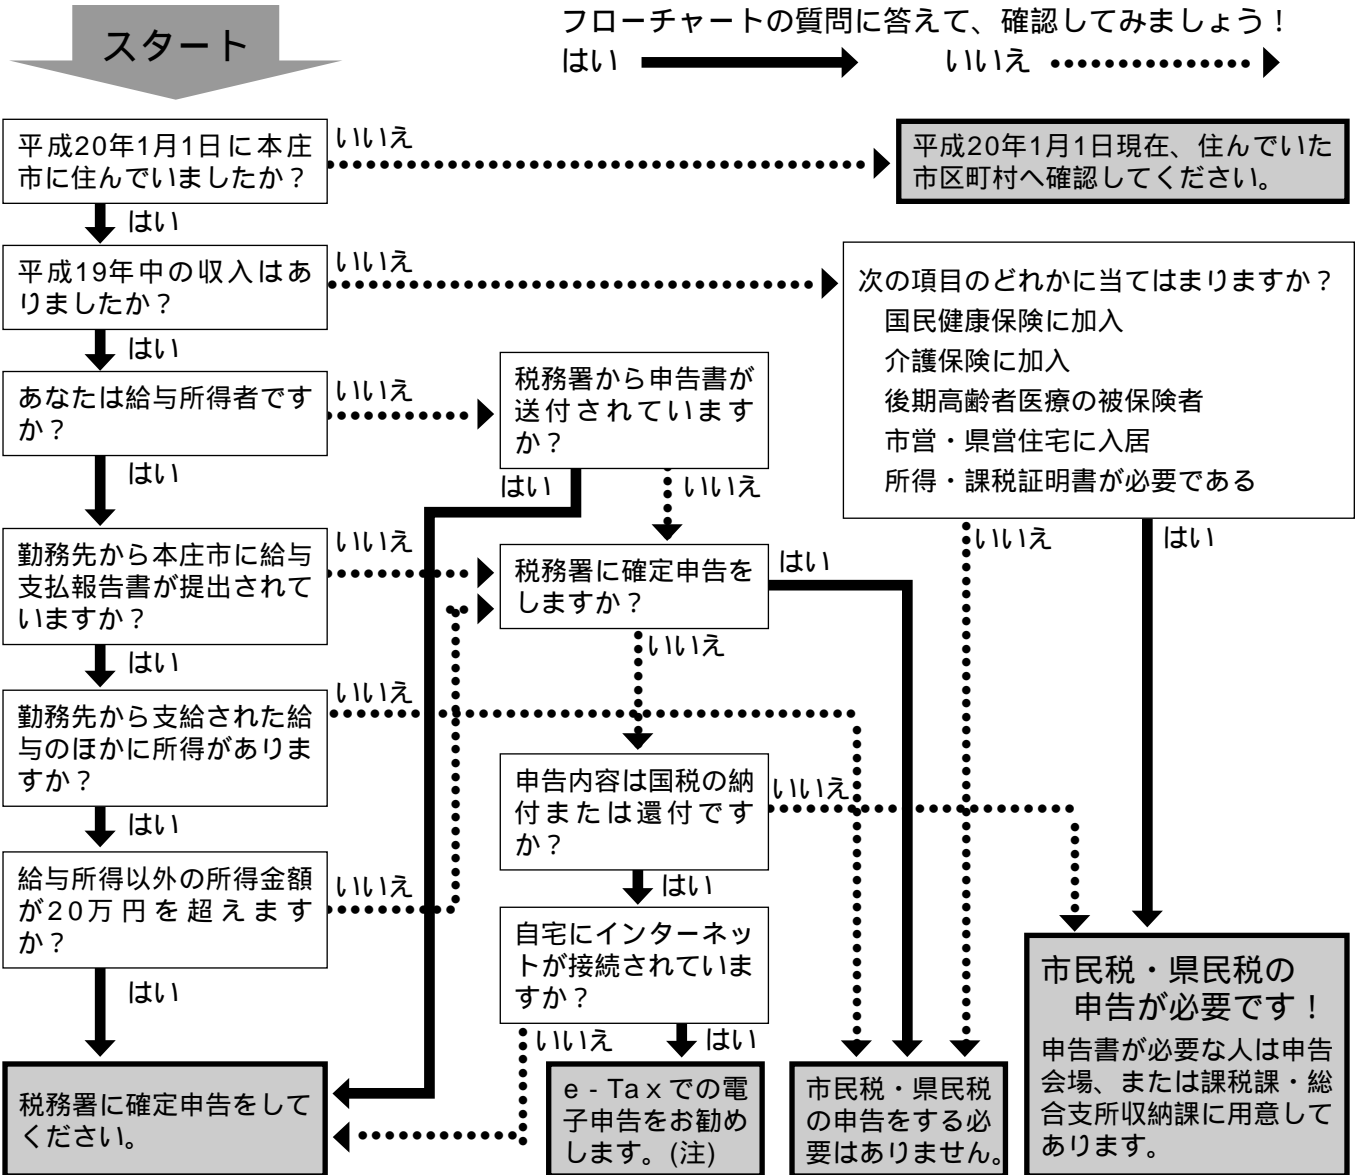 スタート
フローチャートの質問に答えて、確認してみましょう！
はい
いいえ
平成20年1月1日に本庄
市に住んでいましたか？
いいえ
平成20年1月1日現在、住んでいた
市区町村へ確認してください。
はい
平成19年中の収入はあ
りましたか？
いいえ
次の項目のどれかに当てはまりますか？
国民健康保険に加入
介護保険に加入
後期高齢者医療の被保険者
市営・県営住宅に入居
所得・課税証明書が必要である
はい
あなたは給与所得者です
か？
いいえ
税務署から申告書が
送付されています
か？
はい
はい
いいえ
いいえ
はい
勤務先から本庄市に給与
支払報告書が提出されて
いますか？
いいえ
税務署に確定申告を
しますか？
はい
はい
いいえ
勤務先から支給された給
与のほかに所得がありま
すか？
いいえ
申告内容は国税の納
付または還付です
か？
いいえ
はい
はい
給与所得以外の所得金額
が20万円を超えます
か？
いいえ
自宅にインターネッ
トが接続されていま
すか？
はい
いいえ
はい
税務署に確定申告をして
ください。
e - Taxでの電
子申告をお勧め
します。(注)
市民税・県民税
の申告をする必
要はありません。
市民税・県民税の
申告が必要です！
申告書が必要な人は申告
会場、または課税課・総
合支所収納課に用意して
あります。